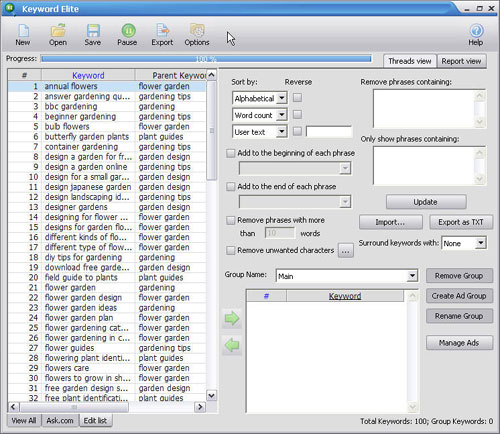 Keyword Elite
New Open Save Pause Export Options Help
Progress: 100 % Threads view Report view
# Keyword Parent Keywor
1 annual flowers flower garden
2 answer gardening qu... gardening tips
3 bbc gardening gardening tips
4 beginner gardening gardening tips
5 bulb flowers flower garden
6 butterfly garden plants plant guides
7 container gardening gardening tips
8 design a garden for fr... garden design
9 design a garden online gardening tips
10 design for a small gar... garden design
11 design japanese garden garden design
12 design landscaping id... gardening tips
13 designer gardens garden design
14 designing for flower ... flower garden
15 designs for garden flo... flower garden
16 different kinds of flo... flower garden
17 different type of flow... flower garden
18 diy tips for garden gardening tips
19 download free garde... garden design
20 field guide to plants plant guides
21 flower garden flower garden
22 flower garden design flower garden
23 flower garden ideas flower garden
24 flower garden plan flower garden
25 flower gardening cat... flower garden
26 flower gardening in c... flower garden
27 flower guides gardening tips
28 flowering plant identi... plant guides
29 flowers care flower garden
30 flowers to grow in sh... flower garden
31 free garden design s... garden design
32 free plant identificati... plant guides
View All Ask.com Edit list
Sort by: Reverse
Alphabetical
Word count
User text
Add to the beginning of each phrase
Add to the end of each phrase
Remove phrases with more
than 10 words
Remove unwanted characters ...
Remove phrases containing:
Only show phrases containing:
Update
Import... Export as TXT
Surround keywords with: None
Group Name: Main Remove Group
# Keyword Create Ad Group
Rename Group
Manage Ads
Total Keywords: 100; Group Keywords: 0